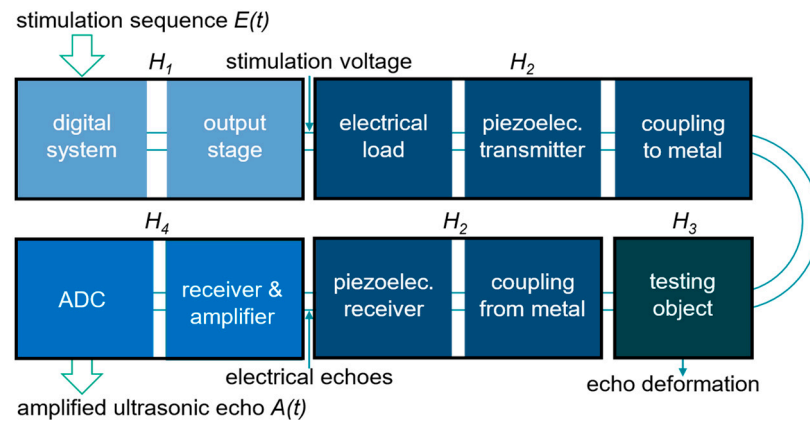 stimulation sequence E(t)
H1
stimulation voltage
H2
digital
system
output
stage
electrical
load
piezoelec.
transmitter
coupling
to metal
H4
H2
H3
ADC
receiver &
amplifier
piezoelec.
receiver
coupling
from metal
testing
object
electrical echoes
echo deformation
amplified ultrasonic echo A(t)